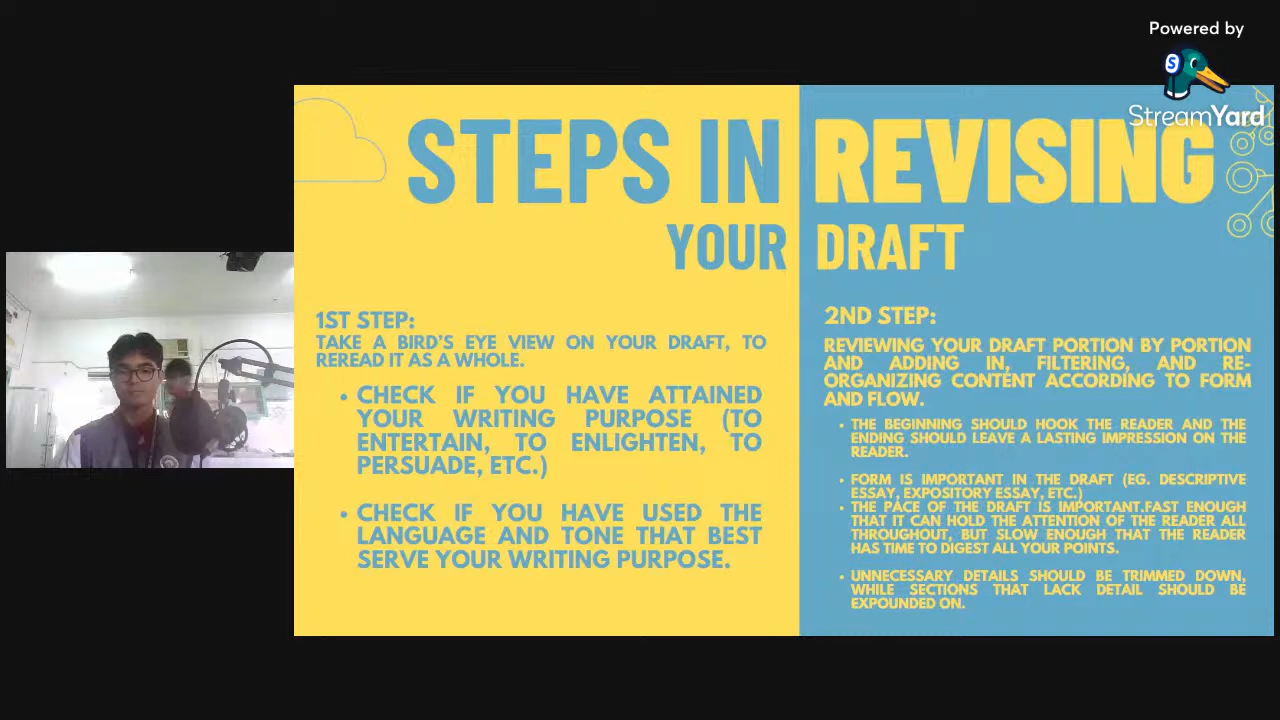 Powered by
StreamYard
STEPS IN REVISING
YOUR DRAFT
1ST STEP:
TAKE A BIRD'S EYE VIEW ON YOUR DRAFT, TO
REREAD IT AS A WHOLE.
• CHECK IF YOU HAVE ATTAINED
YOUR WRITING PURPOSE (TO
ENTERTAIN, TO ENLIGHTEN, TO
PERSUADE, ETC.)
• CHECK IF YOU HAVE USED THE
LANGUAGE AND TONE THAT BEST
SERVE YOUR WRITING PURPOSE.
2ND STEP:
REVIEWING YOUR DRAFT PORTION BY PORTION
AND ADDING IN, FILTERING, AND RE-
ORGANIZING CONTENT ACCORDING TO FORM
AND FLOW.
• THE BEGINNING SHOULD HOOK THE READER AND THE
ENDING SHOULD LEAVE A LASTING IMPRESSION ON THE
READER.
• FORM IS IMPORTANT IN THE DRAFT (EG. DESCRIPTIVE
ESSAY, EXPOSITORY ESSAY, ETC.)
• THE PACE OF THE DRAFT IS IMPORTANT.FAST ENOUGH
THAT IT CAN HOLD THE ATTENTION OF THE READER ALL
THROUGHOUT, BUT SLOW ENOUGH THAT THE READER
HAS TIME TO DIGEST ALL YOUR POINTS.
• UNNECESSARY DETAILS SHOULD BE TRIMMED DOWN,
WHILE SECTIONS THAT LACK DETAIL SHOULD BE
EXPOUNDED ON.